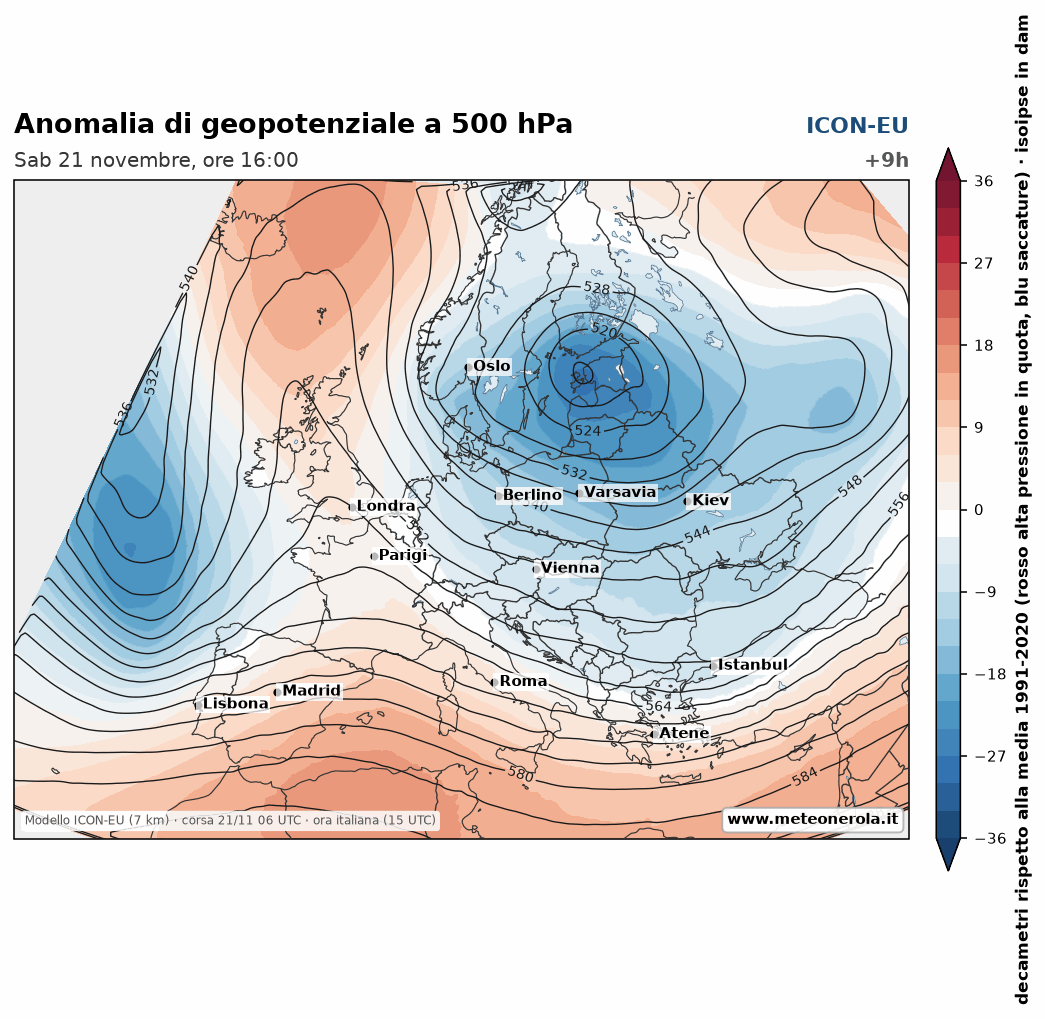 Anomalia di geopotenziale a 500 hPa
ICON-EU
Sab 21 novembre, ore 16:00
+9h
536
540
532
536
528
520
524
532
540
544
548
556
564
580
584
Oslo
Londra
Berlino
Varsavia
Kiev
Parigi
Vienna
Istanbul
Roma
Madrid
Lisbona
Atene
Modello ICON-EU (7 km) · corsa 21/11 06 UTC · ora italiana (15 UTC)
www.meteonerola.it
36
27
18
9
0
−9
−18
−27
−36
decametri rispetto alla media 1991-2020 (rosso alta pressione in quota, blu saccature) · isoipse in dam